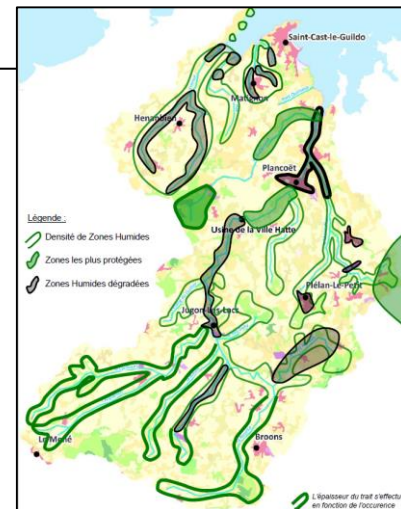 Saint-Cast-le-Guildo
Matignon
Henanbien
Plancoët
Usine de la Ville Hatte
Légende :
Densité de Zones Humides
Zones les plus protégées
Zones Humides dégradées
Plélan-Le-Petit
Jugon-les-Lacs
Le Mené
Broons
L'épaisseur du trait s'effectue
en fonction de l'occurence